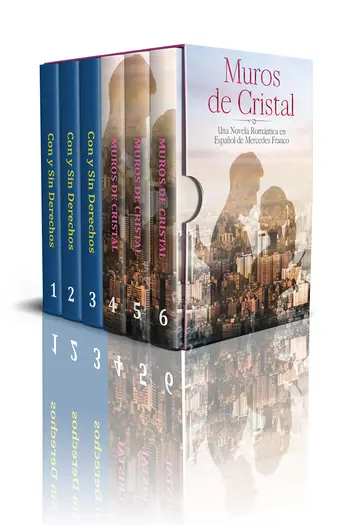 Con y Sin Derechos
1
Con y Sin Derechos
2
Con y Sin Derechos
3
MUROS DE CRISTAL
4
MUROS DE CRISTAL
5
MUROS DE CRISTAL
6
Muros
de Cristal
Una Novela Romántica en
Español de Mercedes Franco